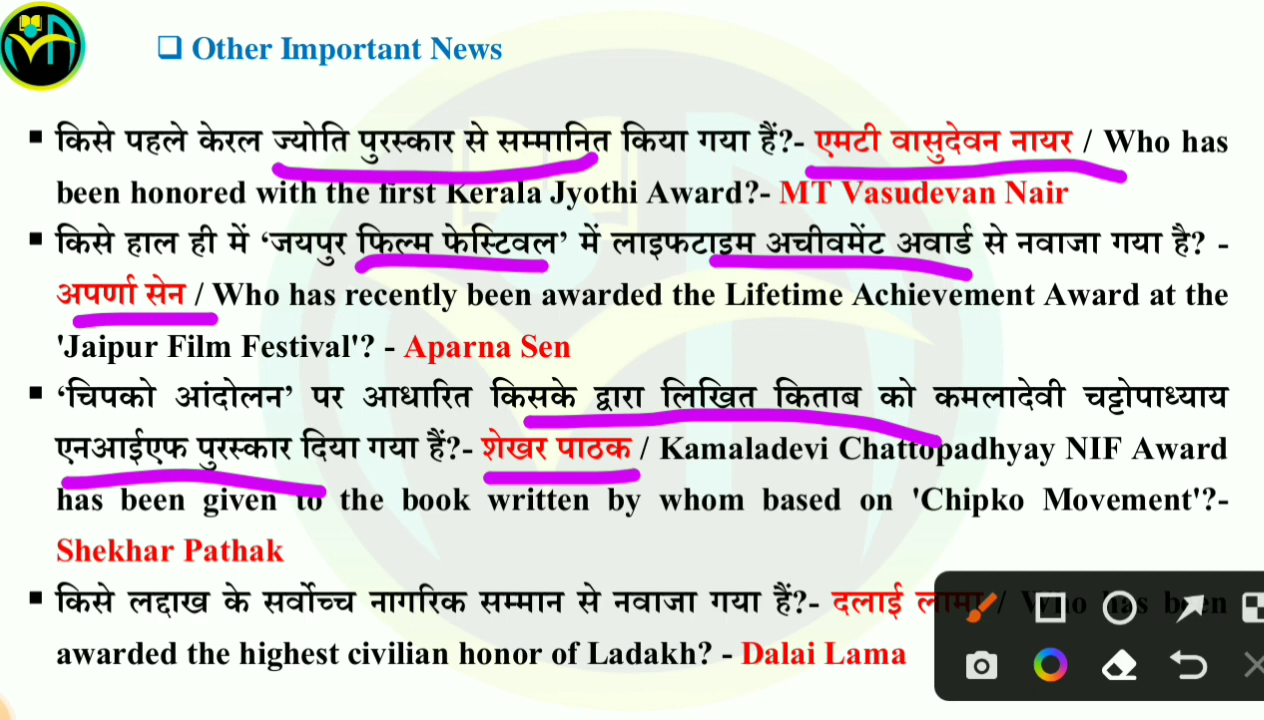 ❑ Other Important News
▪ किसे पहले केरल ज्योति पुरस्कार से सम्मानित किया गया हैं?- एमटी वासुदेवन नायर / Who has
been honored with the first Kerala Jyothi Award?- MT Vasudevan Nair
▪ किसे हाल ही में ‘जयपुर फिल्म फेस्टिवल’ में लाइफटाइम अचीवमेंट अवार्ड से नवाजा गया है? -
अपर्णा सेन / Who has recently been awarded the Lifetime Achievement Award at the
'Jaipur Film Festival'? - Aparna Sen
▪ ‘चिपको आंदोलन’ पर आधारित किसके द्वारा लिखित किताब को कमलादेवी चट्टोपाध्याय
एनआईएफ पुरस्कार दिया गया हैं?- शेखर पाठक / Kamaladevi Chattopadhyay NIF Award
has been given to the book written by whom based on 'Chipko Movement'?-
Shekhar Pathak
▪ किसे लद्दाख के सर्वोच्च नागरिक सम्मान से नवाजा गया हैं?- दलाई लामा / Who has been
awarded the highest civilian honor of Ladakh? - Dalai Lama